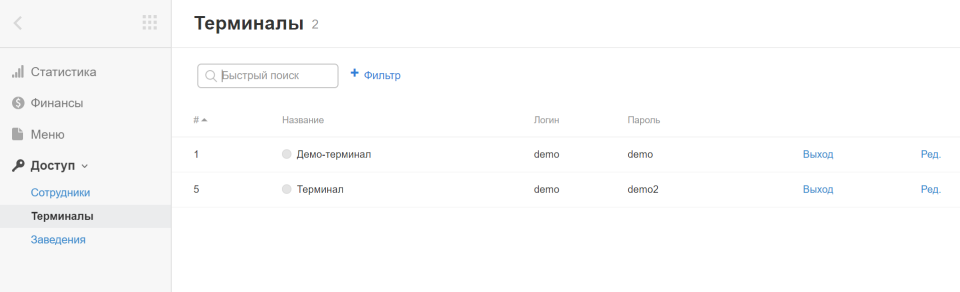 Терминалы 2
Статистика
Финансы
Меню
Доступ
Сотрудники
Терминалы
Заведения
Быстрый поиск + Фильтр
# Название Логин Пароль
1 Демо-терминал demo demo Выход Ред.
5 Терминал demo demo2 Выход Ред.